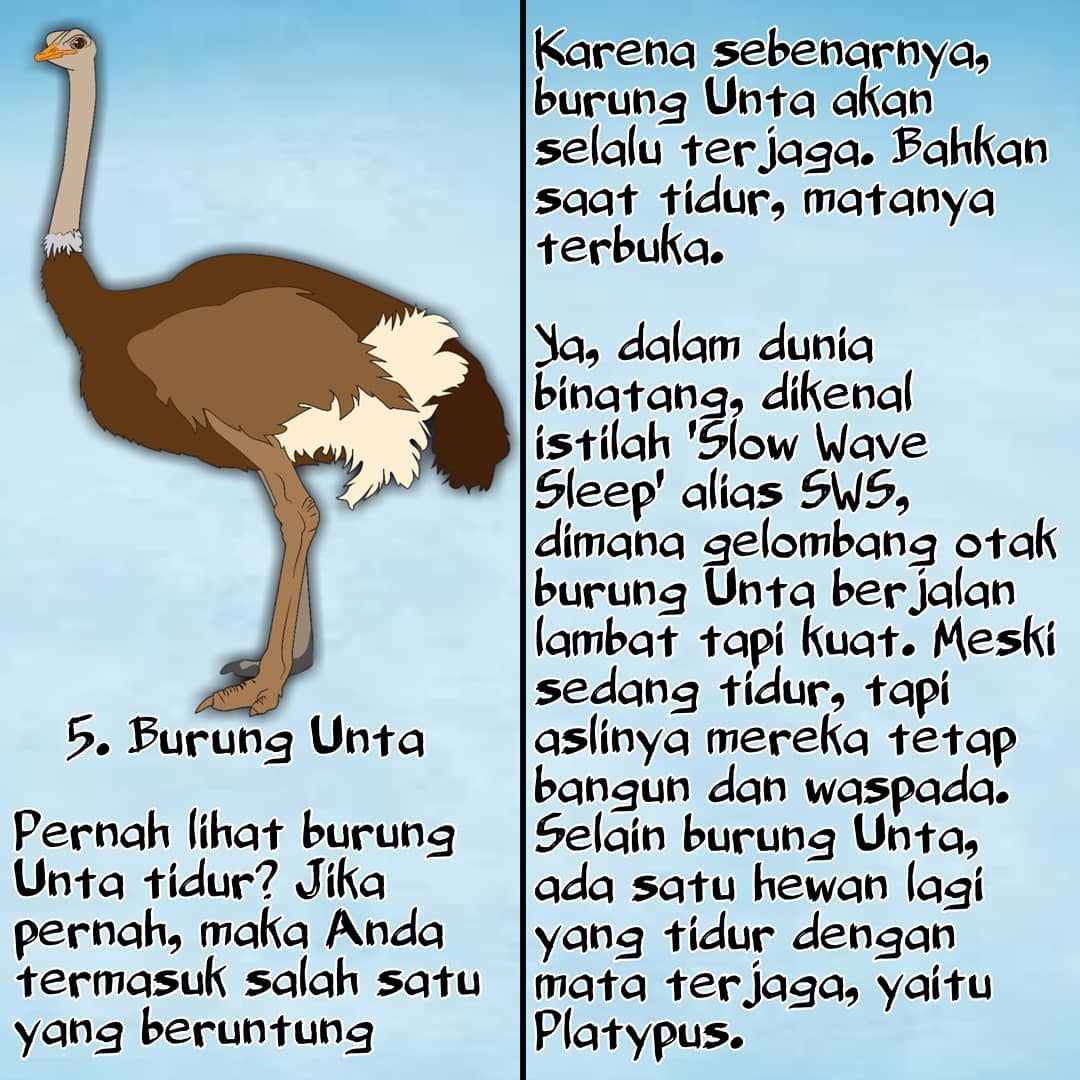 5. Burung Unta
Pernah lihat burung
Unta tidur? Jika
pernah, maka Anda
termasuk salah satu
yang beruntung
Karena sebenarnya,
burung Unta akan
selalu terjaga. Bahkan
saat tidur, matanya
terbuka.
Ya, dalam dunia
binatang, dikenal
istilah 'Slow Wave
Sleep' alias SWS,
dimana gelombang otak
burung Unta berjalan
lambat tapi kuat. Meski
sedang tidur, tapi
aslinya mereka tetap
bangun dan waspada.
Selain burung Unta,
ada satu hewan lagi
yang tidur dengan
mata terjaga, yaitu
Platypus.